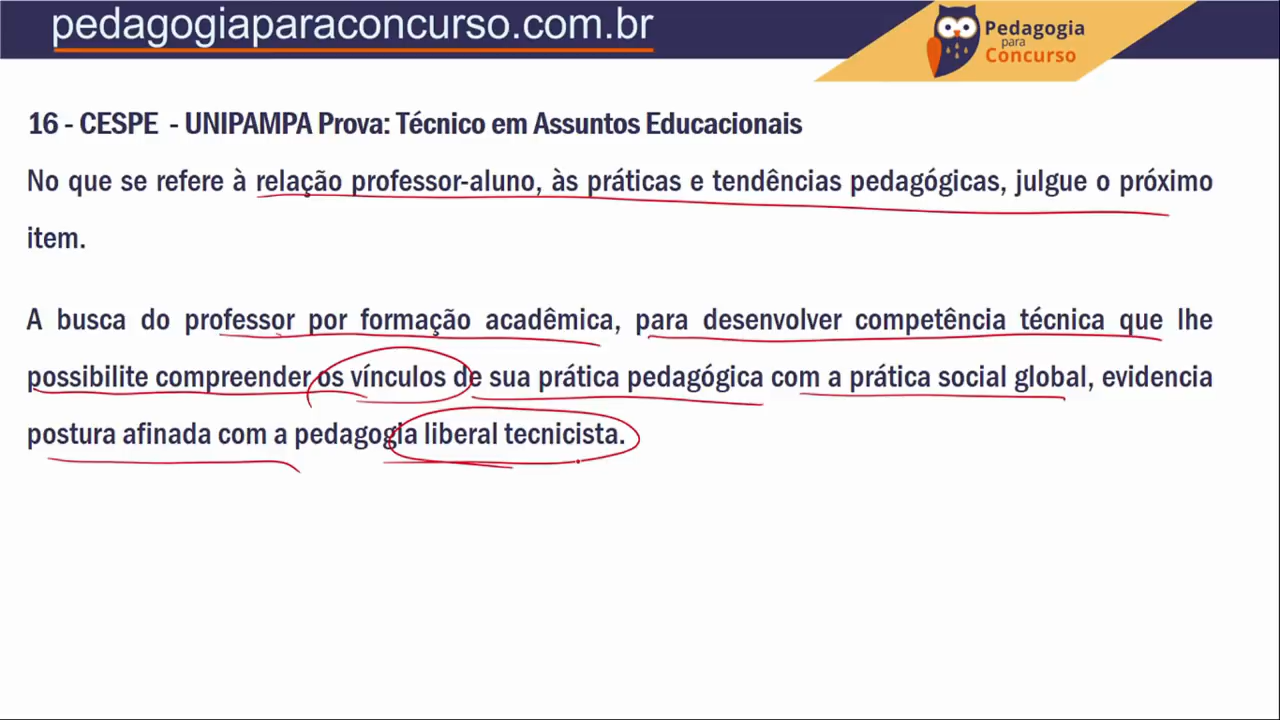 pedagogiaparaconcurso.com.br
Pedagogia
para
Concurso
16 - CESPE - UNIPAMPA Prova: Técnico em Assuntos Educacionais
No que se refere à relação professor-aluno, às práticas e tendências pedagógicas, julgue o próximo
item.
A busca do professor por formação acadêmica, para desenvolver competência técnica que lhe
possibilite compreender os vínculos de sua prática pedagógica com a prática social global, evidencia
postura afinada com a pedagogia liberal tecnicista.